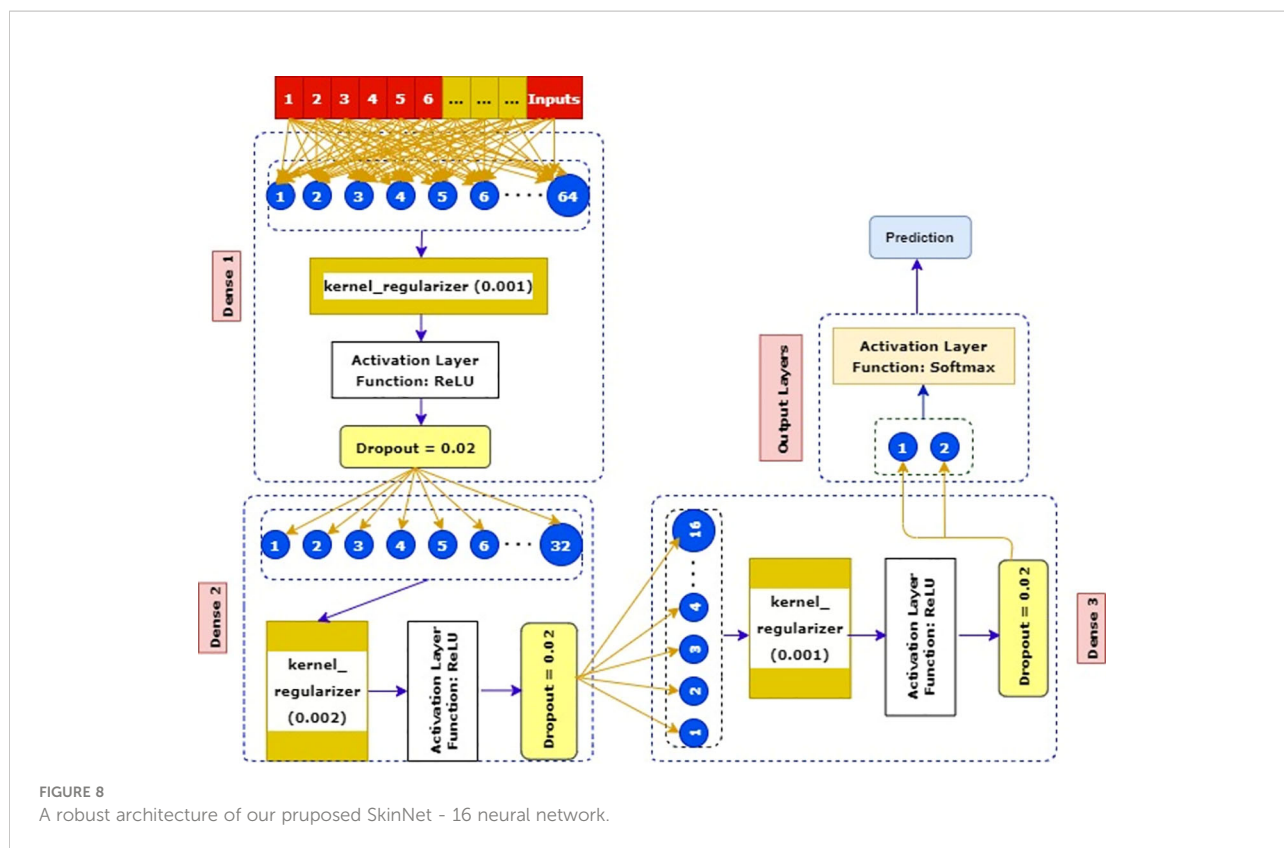 1 2 3 4 5 6 ... ... ... Inputs
1 2 3 4 5 6 ···· 64
Dense 1
kernel_regularizer (0.001)
Activation Layer
Function: ReLU
Dropout = 0.02
1 2 3 4 5 6 ··· 32
Dense 2
kernel_
regularizer
(0.002)
Activation Layer
Function: ReLU
Dropout = 0.02
16
···
4
3
2
1
kernel_
regularizer
(0.001)
Activation Layer
Function: ReLU
Dropout = 0.02
Dense 3
Output Layers
1 2
Activation Layer
Function: Softmax
Prediction
FIGURE 8
A robust architecture of our pruposed SkinNet - 16 neural network.